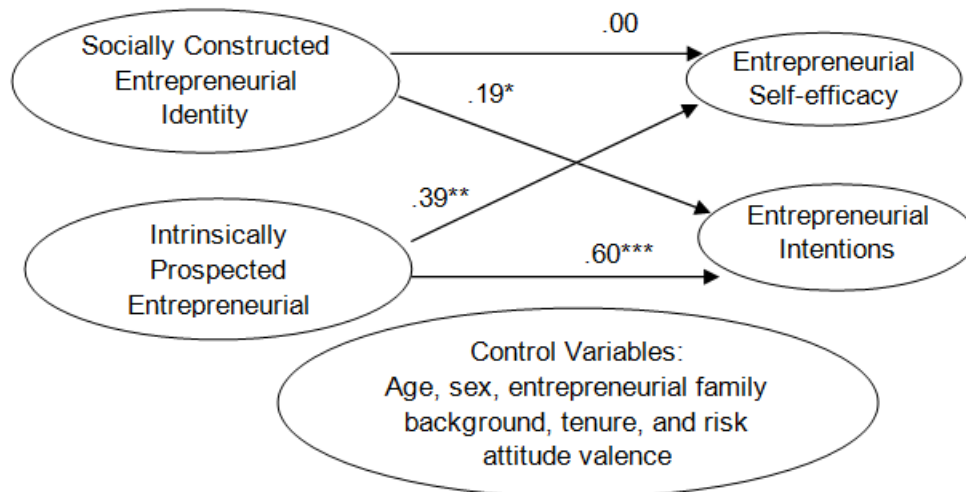 Socially Constructed
Entrepreneurial
Identity
.00
Entrepreneurial
Self-efficacy
.19*
.39**
Intrinsically
Prospected
Entrepreneurial
.60***
Entrepreneurial
Intentions
Control Variables:
Age, sex, entrepreneurial family
background, tenure, and risk
attitude valence